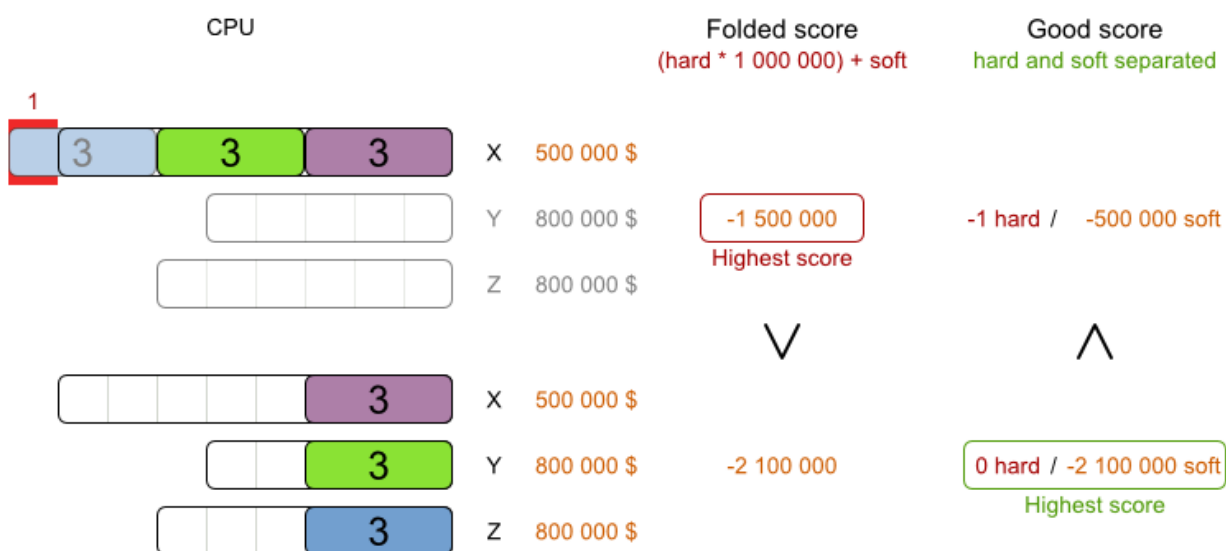 CPU
Folded score
Good score
(hard * 1 000 000) + soft
hard and soft separated
1
3 3 3 X 500 000 $
Y 800 000 $ -1 500 000 -1 hard / -500 000 soft
Highest score
Z 800 000 $
> <
3 X 500 000 $
3 Y 800 000 $ -2 100 000 0 hard / -2 100 000 soft
Highest score
3 Z 800 000 $